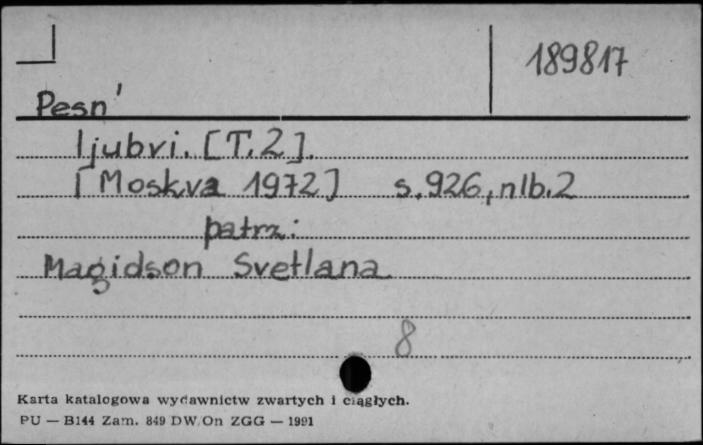 189817
Pesn'
ljubvi. [T. 2].
[Moskva 1972] s. 926, nlb. 2
patrz:
Magidson Svetlana
8
Karta katalogowa wydawnictw zwartych i ciągłych.
PU — B144 Zam. 849 DW/On ZGG — 1991